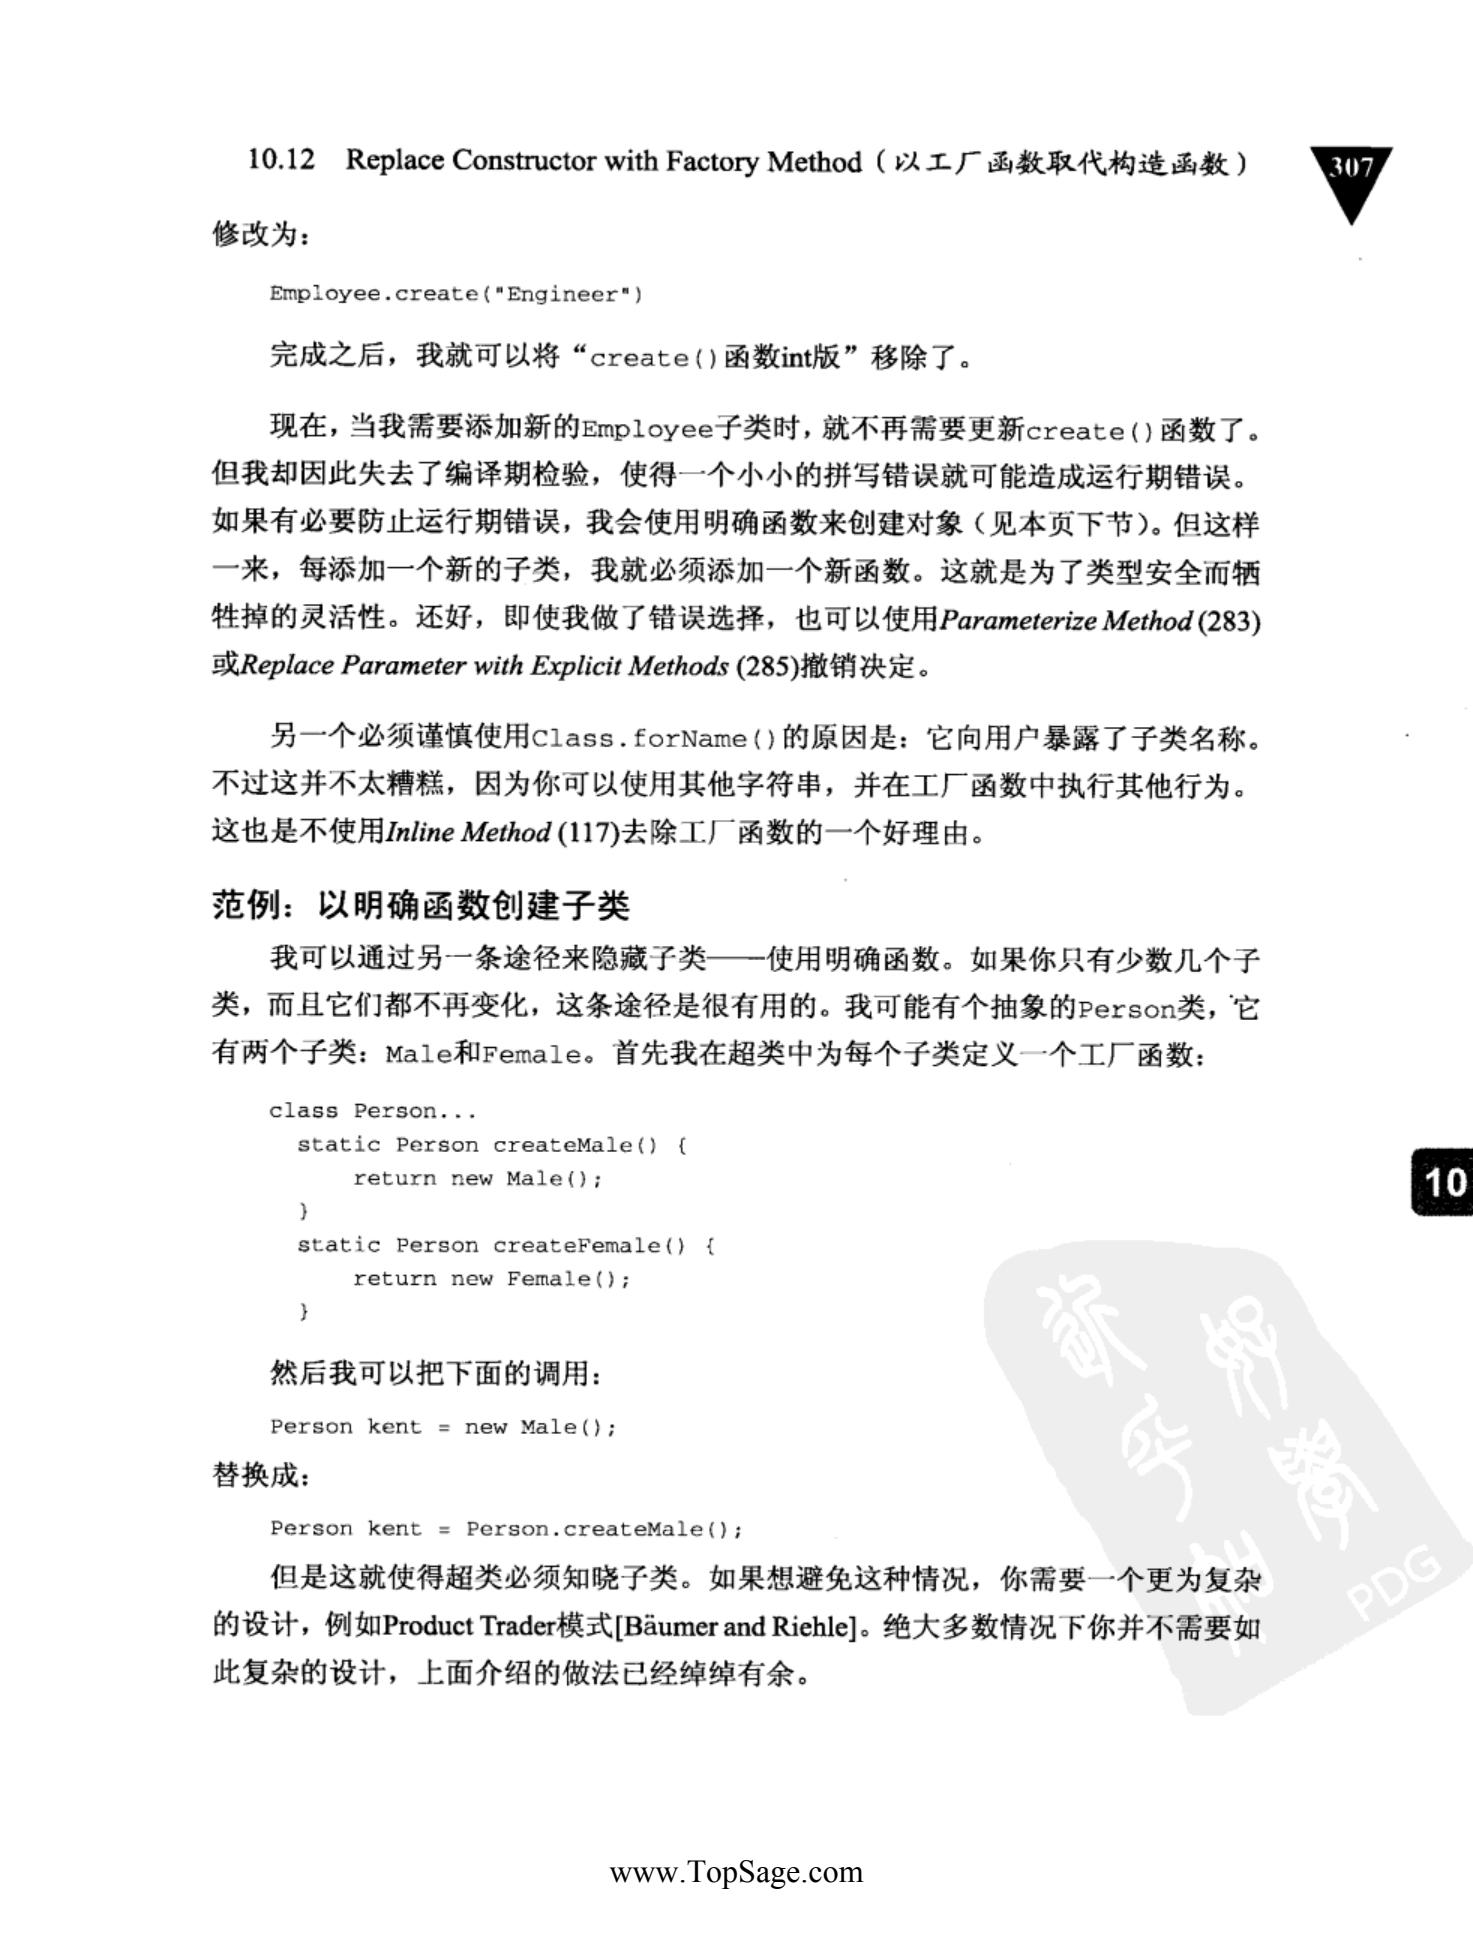 10.12 Replace Constructor with Factory Method（以工厂函数取代构造函数）
307
修改为：
Employee.create("Engineer")
完成之后，我就可以将“create()函数int版”移除了。
现在，当我需要添加新的Employee子类时，就不再需要更新create()函数了。
但我却因此失去了编译期检验，使得一个小小的拼写错误就可能造成运行期错误。
如果有必要防止运行期错误，我会使用明确函数来创建对象（见本页下节）。但这样
一来，每添加一个新的子类，我就必须添加一个新函数。这就是为了类型安全而牺
牲掉的灵活性。还好，即使我做了错误选择，也可以使用Parameterize Method (283)
或Replace Parameter with Explicit Methods (285)撤销决定。
另一个必须谨慎使用Class.forName()的原因是：它向用户暴露了子类名称。
不过这并不太糟糕，因为你可以使用其他字符串，并在工厂函数中执行其他行为。
这也是不使用Inline Method (117)去除工厂函数的一个好理由。
范例：以明确函数创建子类
我可以通过另一条途径来隐藏子类——使用明确函数。如果你只有少数几个子
类，而且它们都不再变化，这条途径是很有用的。我可能有个抽象的Person类，它
有两个子类：Male和Female。首先我在超类中为每个子类定义一个工厂函数：
class Person...
static Person createMale() {
return new Male();
}
static Person createFemale() {
return new Female();
}
10
然后我可以把下面的调用：
Person kent = new Male();
替换成：
Person kent = Person.createMale();
但是这就使得超类必须知晓子类。如果想避免这种情况，你需要一个更为复杂
的设计，例如Product Trader模式[Bäumer and Riehle]。绝大多数情况下你并不需要如
此复杂的设计，上面介绍的做法已经绰绰有余。
PDG
www.TopSage.com